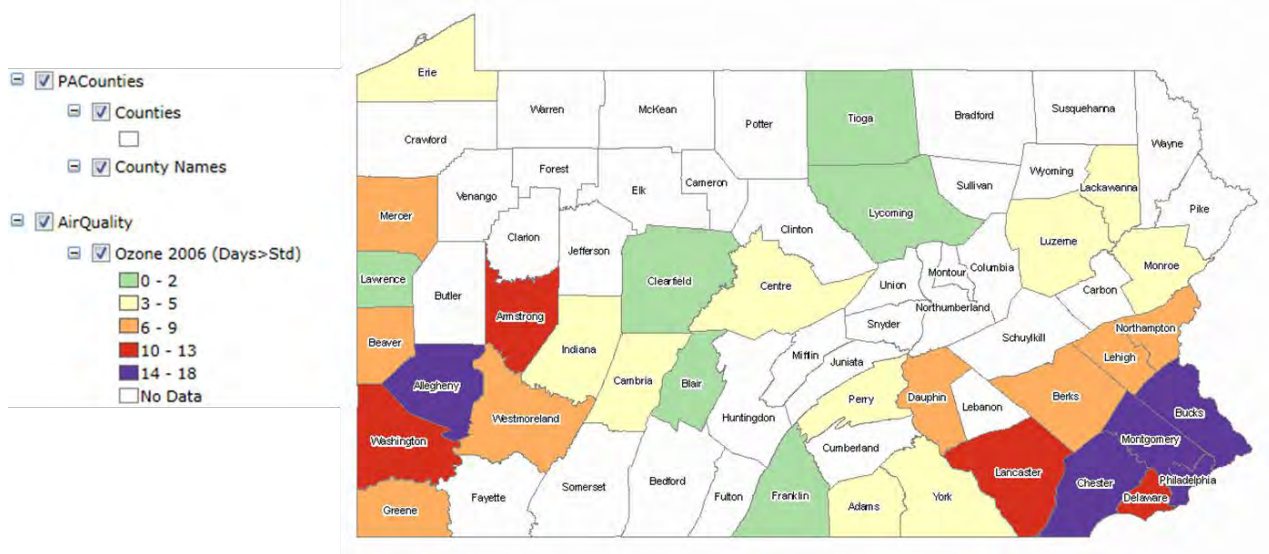 PACounties
Counties
County Names
AirQuality
Ozone 2006 (Days>Std)
0 - 2
3 - 5
6 - 9
10 - 13
14 - 18
No Data
Erie
Warren
McKean
Potter
Tioga
Bradford
Susquehanna
Wayne
Crawford
Forest
Elk
Cameron
Venango
Wyoming
Lackawanna
Sullivan
Pike
Mercer
Clarion
Jefferson
Clinton
Lycoming
Luzerne
Lawrence
Butler
Clearfield
Centre
Union
Montour
Columbia
Monroe
Carbon
Armstrong
Northumberland
Snyder
Schuylkill
Northampton
Beaver
Indiana
Mifflin
Juniata
Lehigh
Allegheny
Cambria
Blair
Perry
Dauphin
Lebanon
Berks
Bucks
Westmoreland
Huntingdon
Washington
Cumberland
Montgomery
Lancaster
Chester
Philadelphia
Delaware
Greene
Fayette
Somerset
Bedford
Fulton
Franklin
Adams
York